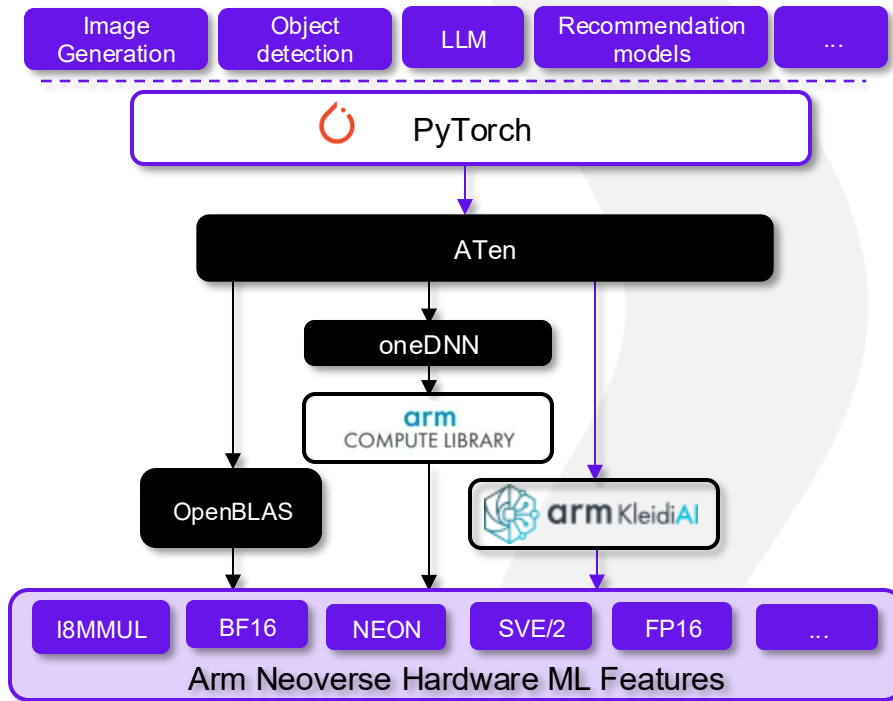 Image
Generation
Object
detection
LLM
Recommendation
models
...
PyTorch
ATen
oneDNN
arm
COMPUTE LIBRARY
OpenBLAS
arm KleidiAI
I8MMUL
BF16
NEON
SVE/2
FP16
...
Arm Neoverse Hardware ML Features